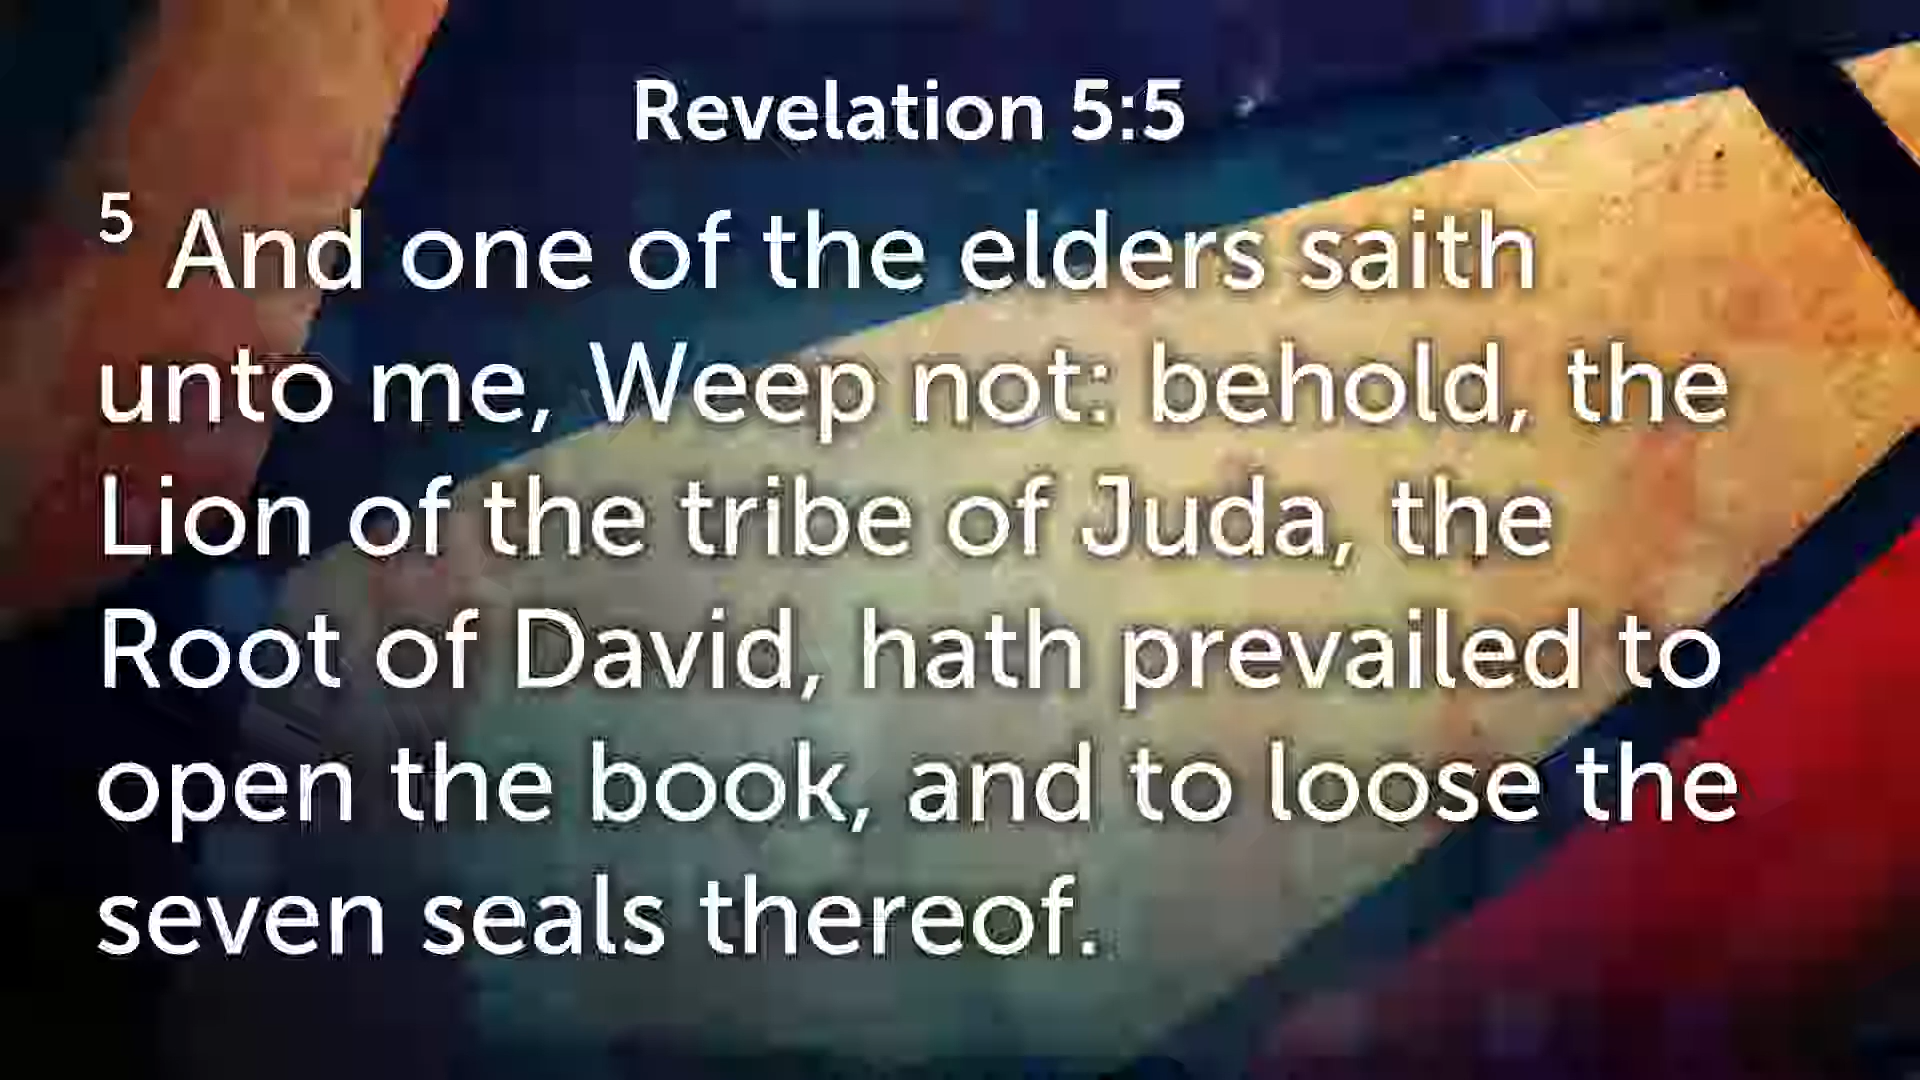 Revelation 5:5
5 And one of the elders saith
unto me, Weep not: behold, the
Lion of the tribe of Juda, the
Root of David, hath prevailed to
open the book, and to loose the
seven seals thereof.